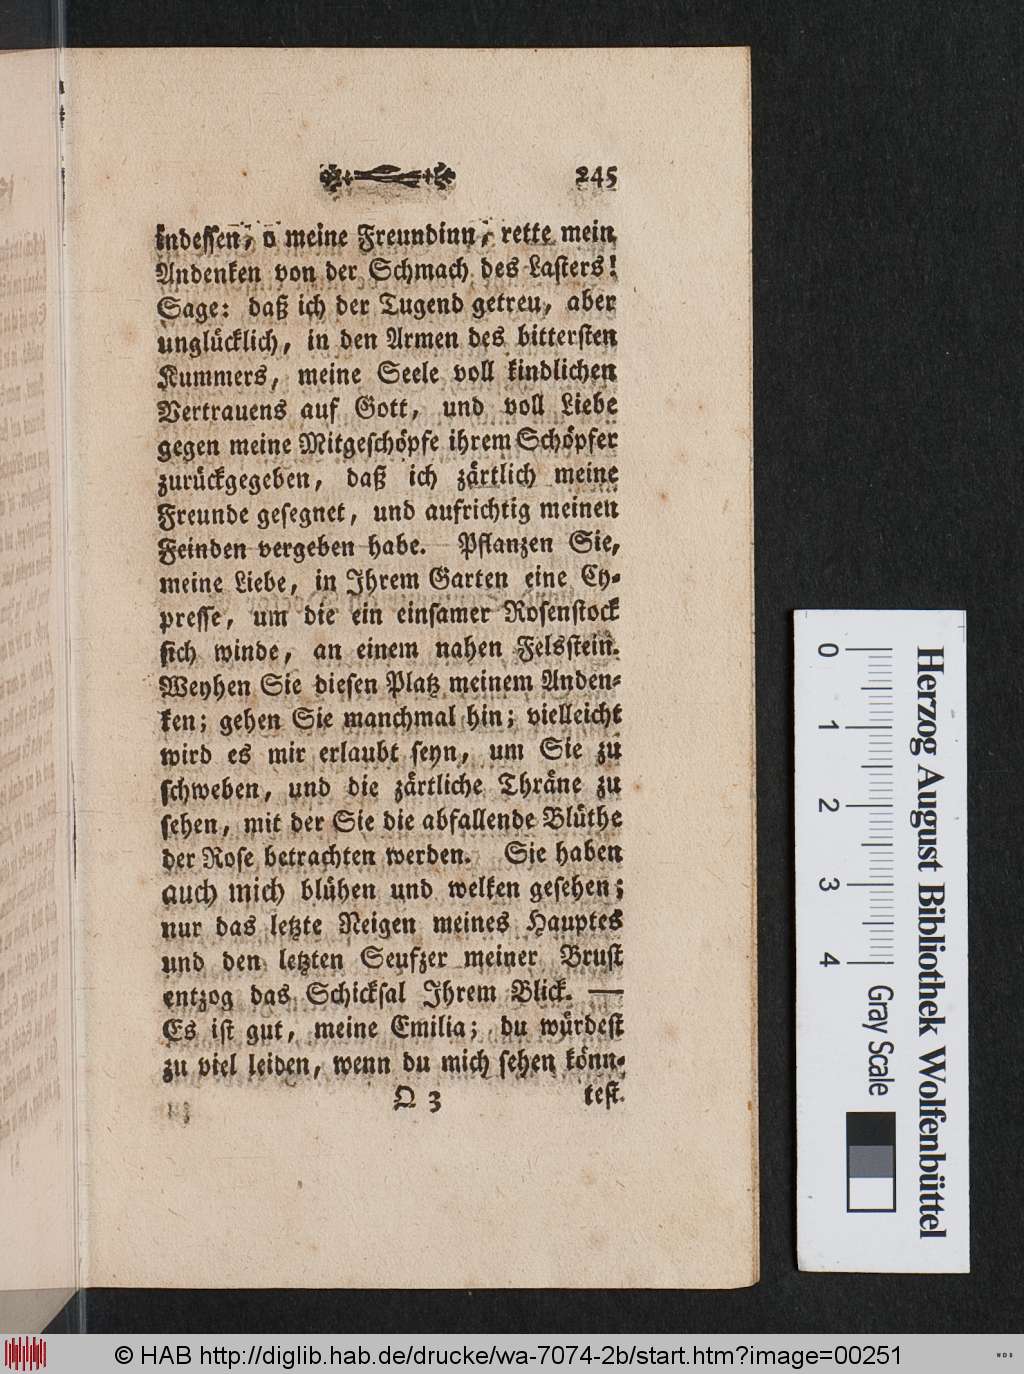 245
indessen, o meine Freundinn, rette mein
Andenken von der Schmach des Lasters!
Sage: daß ich der Tugend getreu, aber
unglücklich, in den Armen des bittersten
Kummers, meine Seele voll kindlichen
Vertrauens auf Gott, und voll Liebe
gegen meine Mitgeschöpfe ihrem Schöpfer
zurückgegeben, daß ich zärtlich meine
Freunde gesegnet, und aufrichtig meinen
Feinden vergeben habe. Pflanzen Sie,
meine Liebe, in Ihrem Garten eine Cy-
presse, um die ein einsamer Rosenstock
sich winde, an einem nahen Felsstein.
Weyhen Sie diesen Platz meinem Anden-
ken; gehen Sie manchmal hin; vielleicht
wird es mir erlaubt seyn, um Sie zu
schweben, und die zärtliche Thräne zu
sehen, mit der Sie die abfallende Blüthe
der Rose betrachten werden. Sie haben
auch mich blühen und welken gesehen;
nur das letzte Neigen meines Hauptes
und den letzten Seufzer meiner Brust
entzog das Schicksal Ihrem Blick. —
Es ist gut, meine Emilia; du würdest
zu viel leiden, wenn du mich sehen könn-
Q 3 test.
Herzog August Bibliothek Wolfenbüttel
0 1 2 3 4 Gray Scale
© HAB http://diglib.hab.de/drucke/wa-7074-2b/start.htm?image=00251
WDB